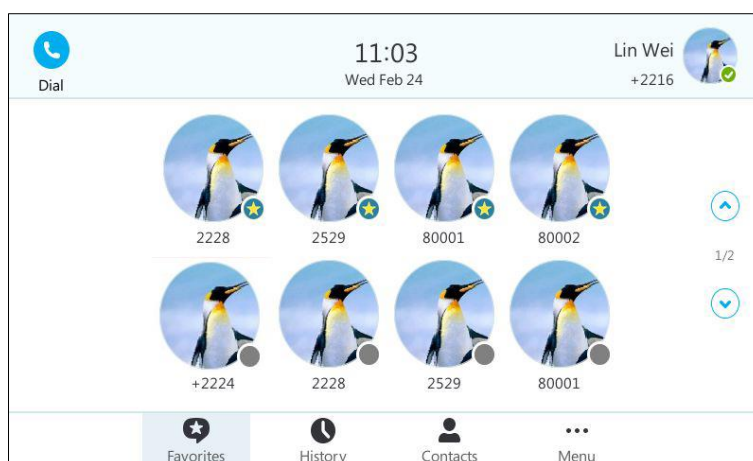 11:03
Lin Wei
Dial
Wed Feb 24
+2216
2228 2529 80001 80002
1/2
+2224 2228 2529 80001
Favorites History Contacts Menu